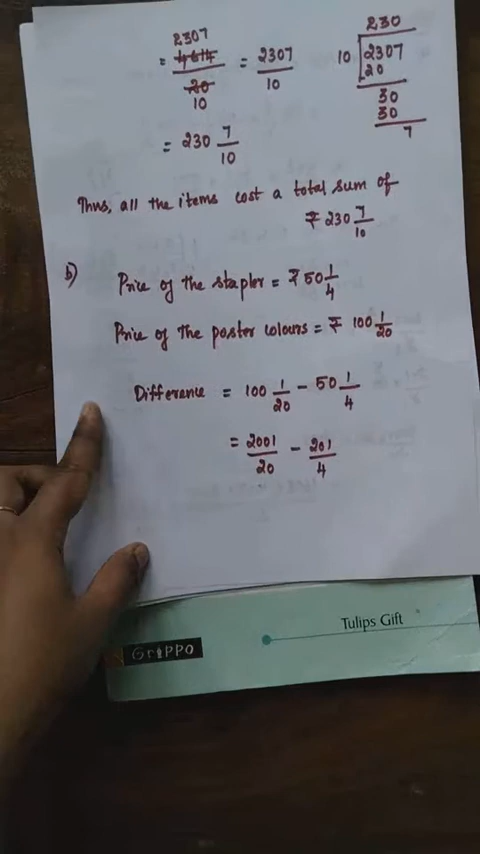 2307
= 4614/20 = 2307/10
10
= 230 7/10
230
10 2307
20
30
30
7
Thus, all the items cost a total sum of
₹ 230 7/10
b)
Price of the stapler = ₹ 50 1/4
Price of the poster colours = ₹ 100 1/20
Difference = 100 1/20 - 50 1/4
= 2001/20 - 201/4
Tulips Gift
GrIPPO